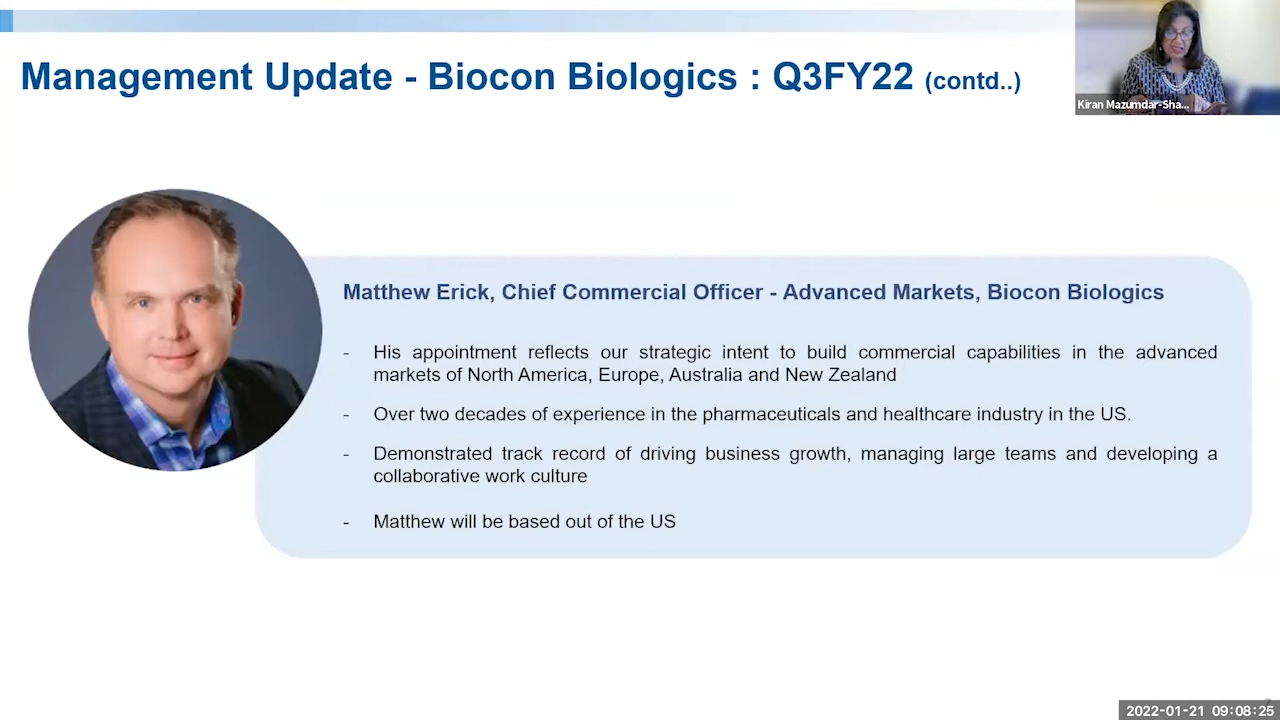 Management Update - Biocon Biologics : Q3FY22 (contd..)
Kiran Mazumdar-Sha...
Matthew Erick, Chief Commercial Officer - Advanced Markets, Biocon Biologics
- His appointment reflects our strategic intent to build commercial capabilities in the advanced
markets of North America, Europe, Australia and New Zealand
- Over two decades of experience in the pharmaceuticals and healthcare industry in the US.
- Demonstrated track record of driving business growth, managing large teams and developing a
collaborative work culture
- Matthew will be based out of the US
2022-01-21 09:08:25